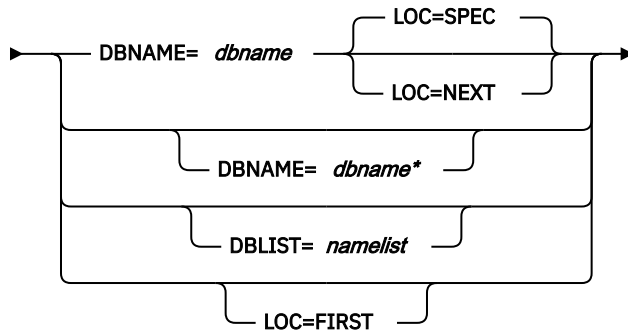 LOC=SPEC
DBNAME= dbname
LOC=NEXT
DBNAME= dbname*
DBLIST= namelist
LOC=FIRST